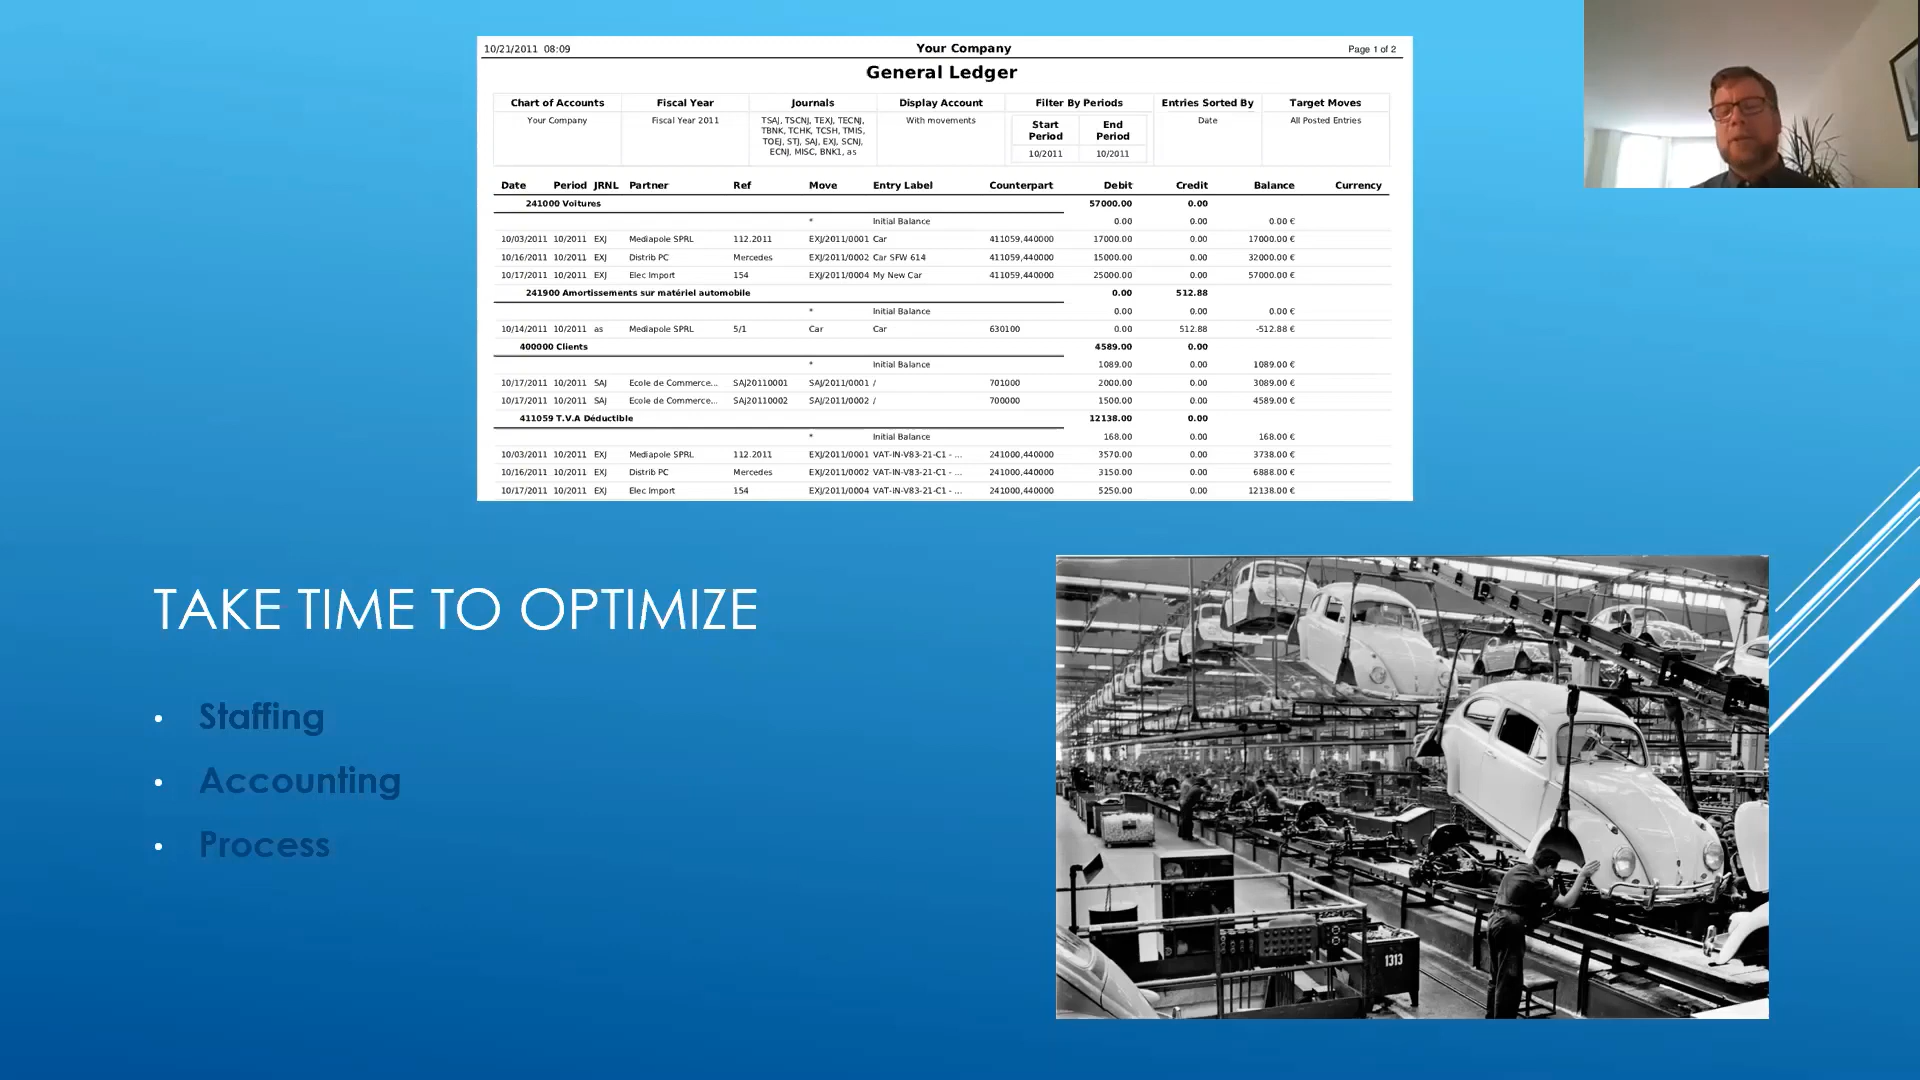 10/21/2011 08:09 Your Company Page 1 of 2
General Ledger
Chart of Accounts Fiscal Year Journals Display Account Filter By Periods Entries Sorted By Target Moves
Your Company Fiscal Year 2011 TSAJ, TSCNJ, TEXJ, TECNJ, With movements Start Period End Period Date All Posted Entries
TBNK, TCHK, TCSH, TMIS,
TOEJ, STJ, SAJ, EXJ, SCNJ,
ECNJ, MISC, BNK1, as 10/2011 10/2011
Date Period JRNL Partner Ref Move Entry Label Counterpart Debit Credit Balance Currency
241000 Voitures 57000.00 0.00
* Initial Balance 0.00 0.00 0.00 €
10/03/2011 10/2011 EXJ Mediapole SPRL 112.2011 EXJ/2011/0001 Car 411059,440000 17000.00 0.00 17000.00 €
10/16/2011 10/2011 EXJ Distrib PC Mercedes EXJ/2011/0002 Car SFW 614 411059,440000 15000.00 0.00 32000.00 €
10/17/2011 10/2011 EXJ Elec Import 154 EXJ/2011/0004 My New Car 411059,440000 25000.00 0.00 57000.00 €
241900 Amortissements sur matériel automobile 0.00 512.88
* Initial Balance 0.00 0.00 0.00 €
10/14/2011 10/2011 as Mediapole SPRL 5/1 Car Car 630100 0.00 512.88 -512.88 €
400000 Clients 4589.00 0.00
* Initial Balance 1089.00 0.00 1089.00 €
10/17/2011 10/2011 SAJ Ecole de Commerce... SAJ20110001 SAJ/2011/0001 / 701000 2000.00 0.00 3089.00 €
10/17/2011 10/2011 SAJ Ecole de Commerce... SAJ20110002 SAJ/2011/0002 / 700000 1500.00 0.00 4589.00 €
411059 T.V.A Déductible 12138.00 0.00
* Initial Balance 168.00 0.00 168.00 €
10/03/2011 10/2011 EXJ Mediapole SPRL 112.2011 EXJ/2011/0001 VAT-IN-V83-21-C1 - ... 241000,440000 3570.00 0.00 3738.00 €
10/16/2011 10/2011 EXJ Distrib PC Mercedes EXJ/2011/0002 VAT-IN-V83-21-C1 - ... 241000,440000 3150.00 0.00 6888.00 €
10/17/2011 10/2011 EXJ Elec Import 154 EXJ/2011/0004 VAT-IN-V83-21-C1 - ... 241000,440000 5250.00 0.00 12138.00 €
TAKE TIME TO OPTIMIZE
• Staffing
• Accounting
• Process
1313